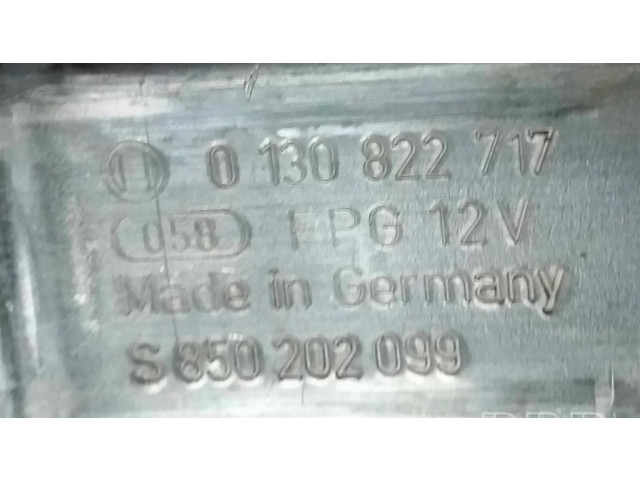 0 130 822 717
058 FPG 12V
Made in Germany
S 850 202 099